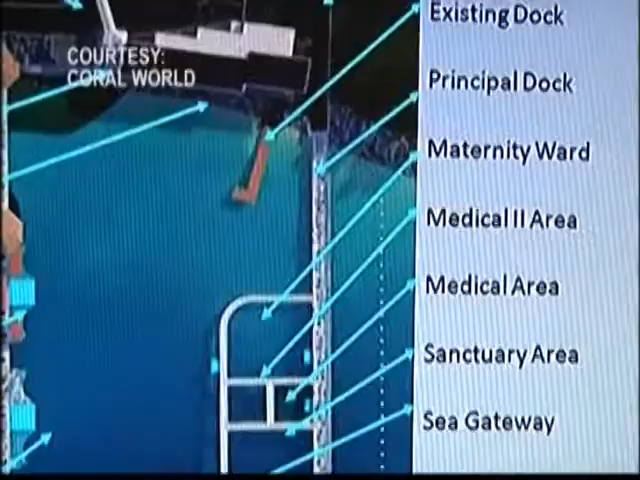 COURTESY:
CORAL WORLD
Existing Dock
Principal Dock
Maternity Ward
Medical II Area
Medical Area
Sanctuary Area
Sea Gateway